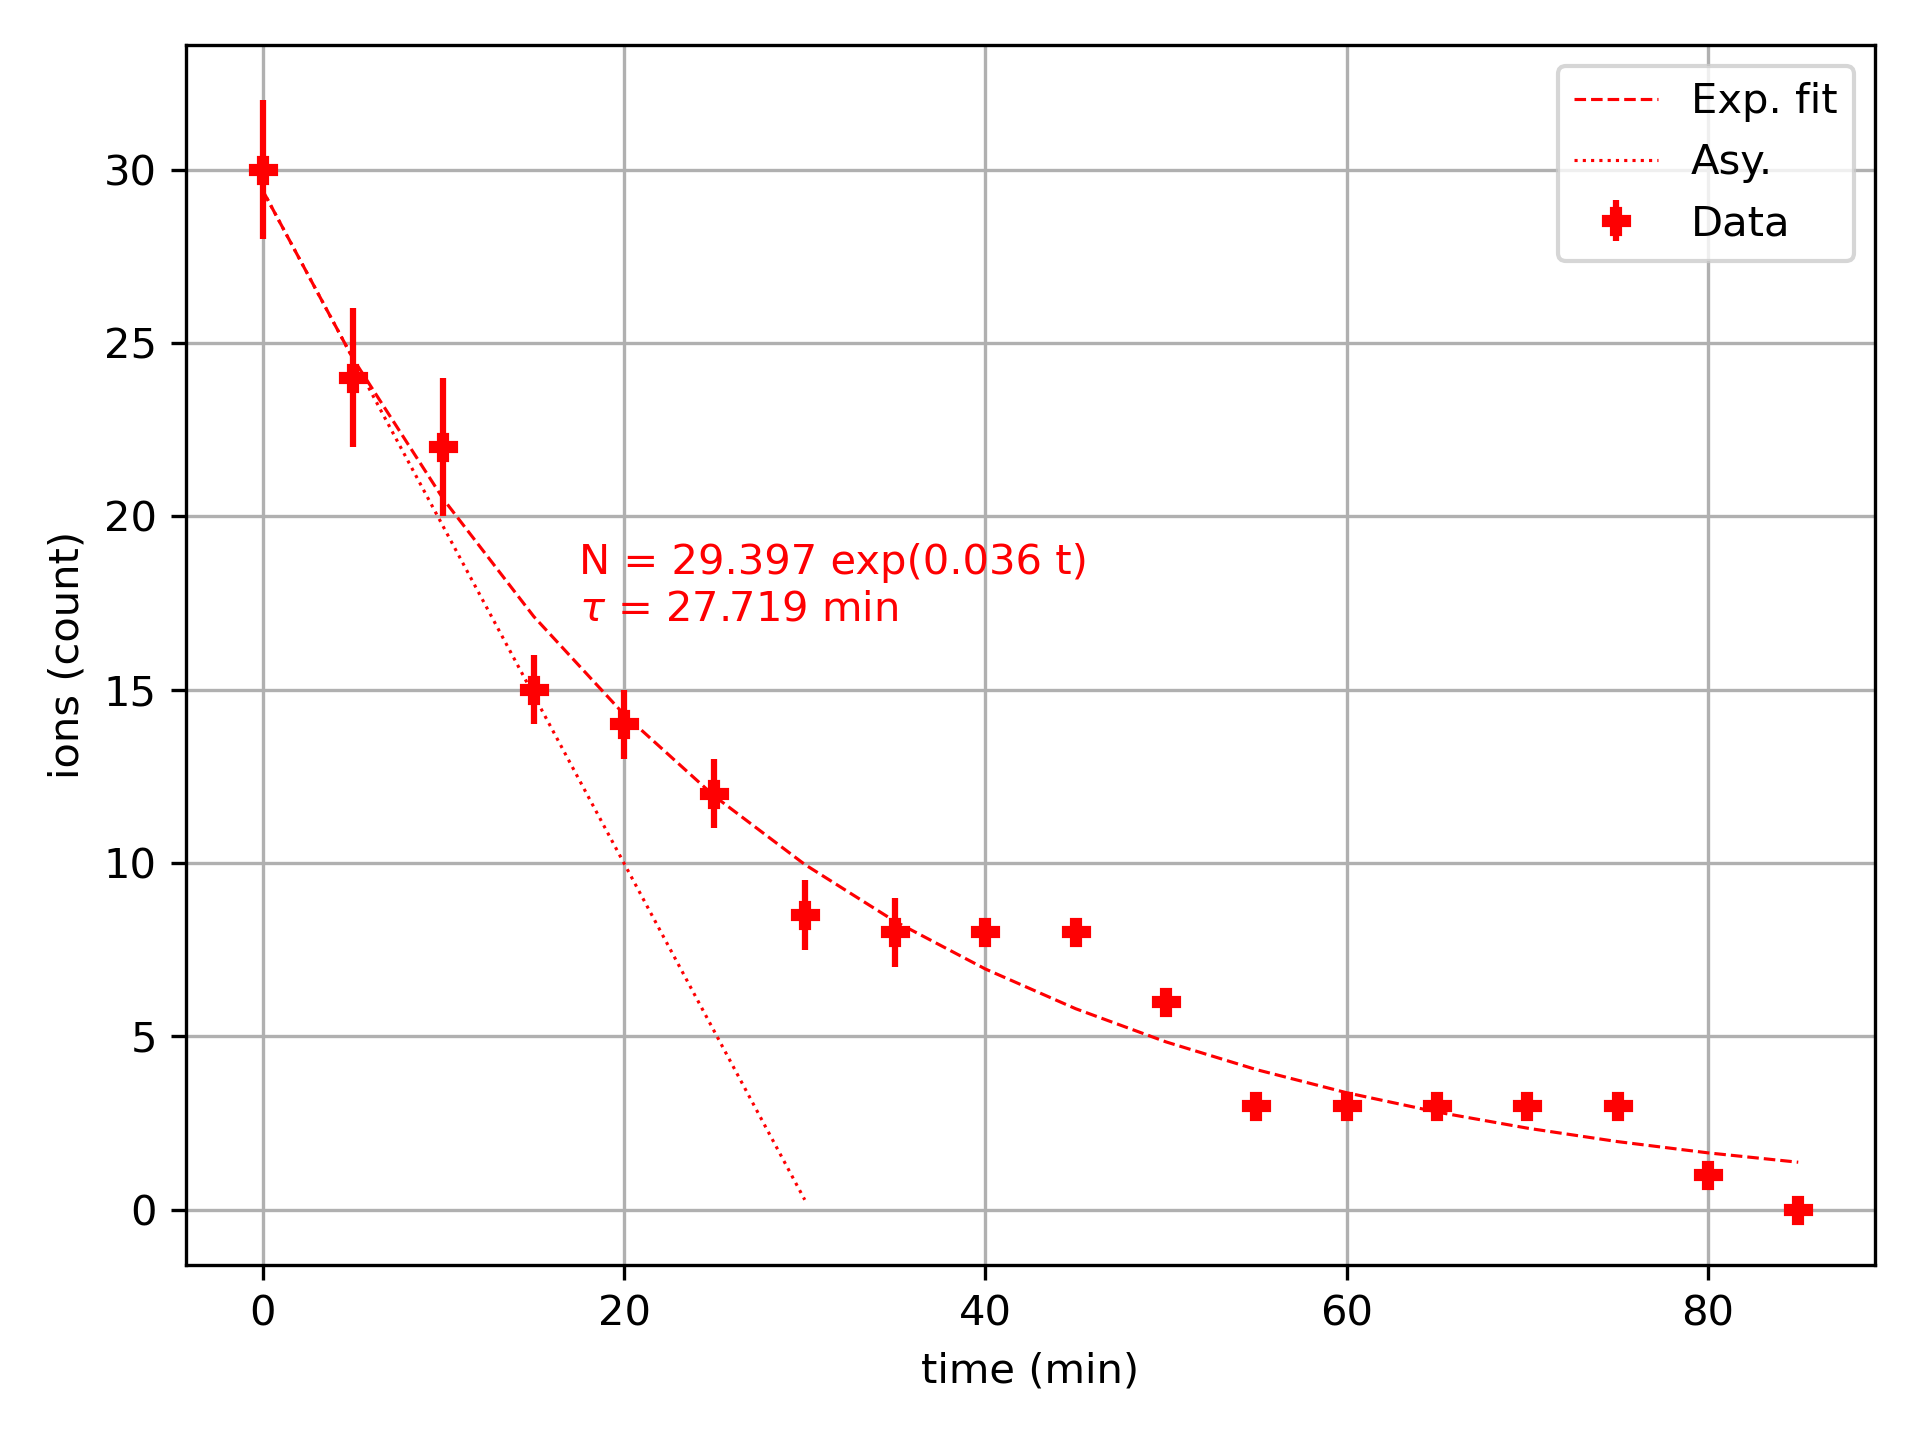 Exp. fit
Asy.
Data
30
25
20
15
10
5
0
ions (count)
N = 29.397 exp(0.036 t)
τ = 27.719 min
0 20 40 60 80
time (min)